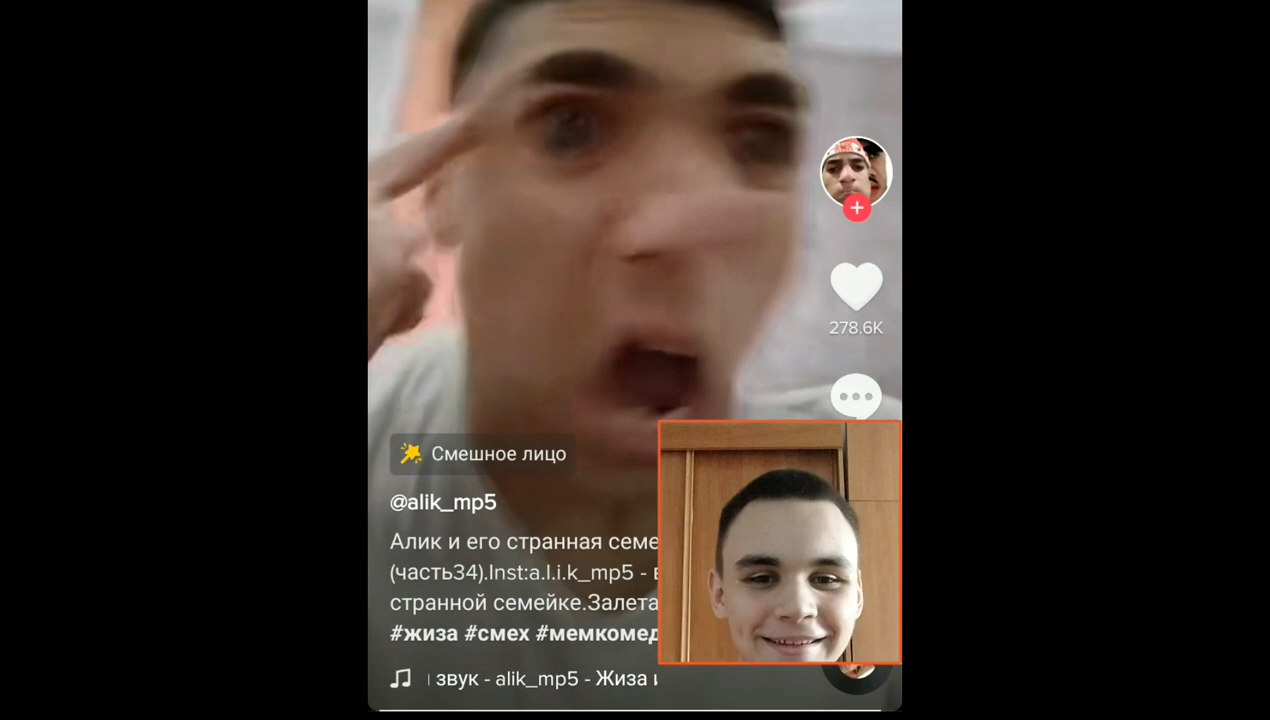 278.6K
Смешное лицо
@alik_mp5
Алик и его странная
(часть34).Inst:a.l.i.k_mp5 -
странной семейке.Залета
#жиза #смех #мемкомед
звук - alik_mp5 - Жиза